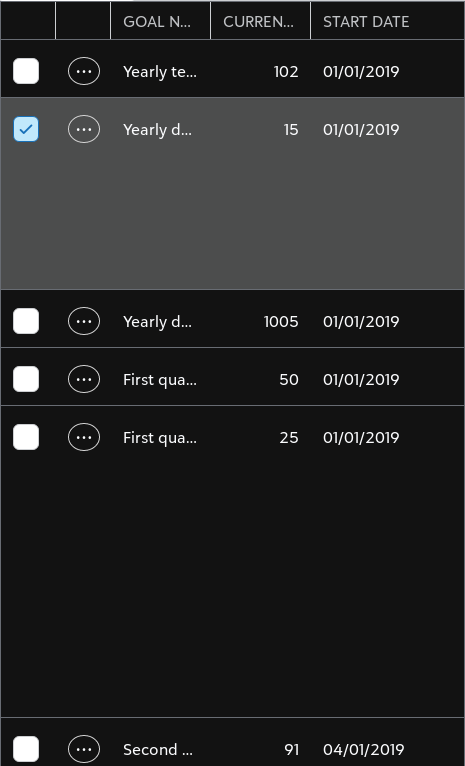 GOAL N... CURREN... START DATE
Yearly te... 102 01/01/2019
Yearly d... 15 01/01/2019
Yearly d... 1005 01/01/2019
First qua... 50 01/01/2019
First qua... 25 01/01/2019
Second ... 91 04/01/2019